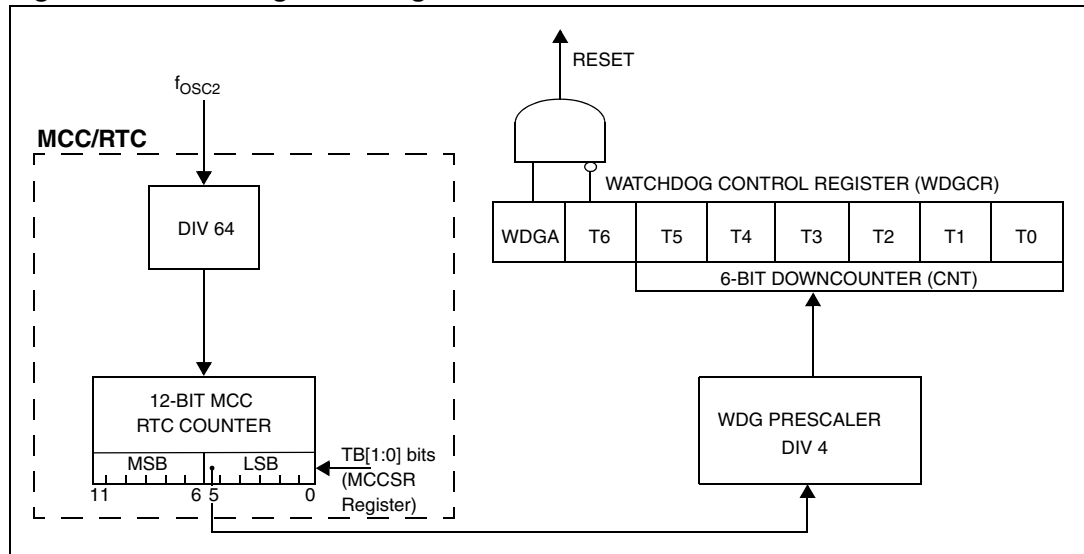 RESET
fOSC2
MCC/RTC
WATCHDOG CONTROL REGISTER (WDGCR)
DIV 64
WDGA T6 T5 T4 T3 T2 T1 T0
6-BIT DOWNCOUNTER (CNT)
12-BIT MCC
RTC COUNTER
WDG PRESCALER
DIV 4
MSB LSB
TB[1:0] bits
(MCCSR
Register)
11 6 5 0